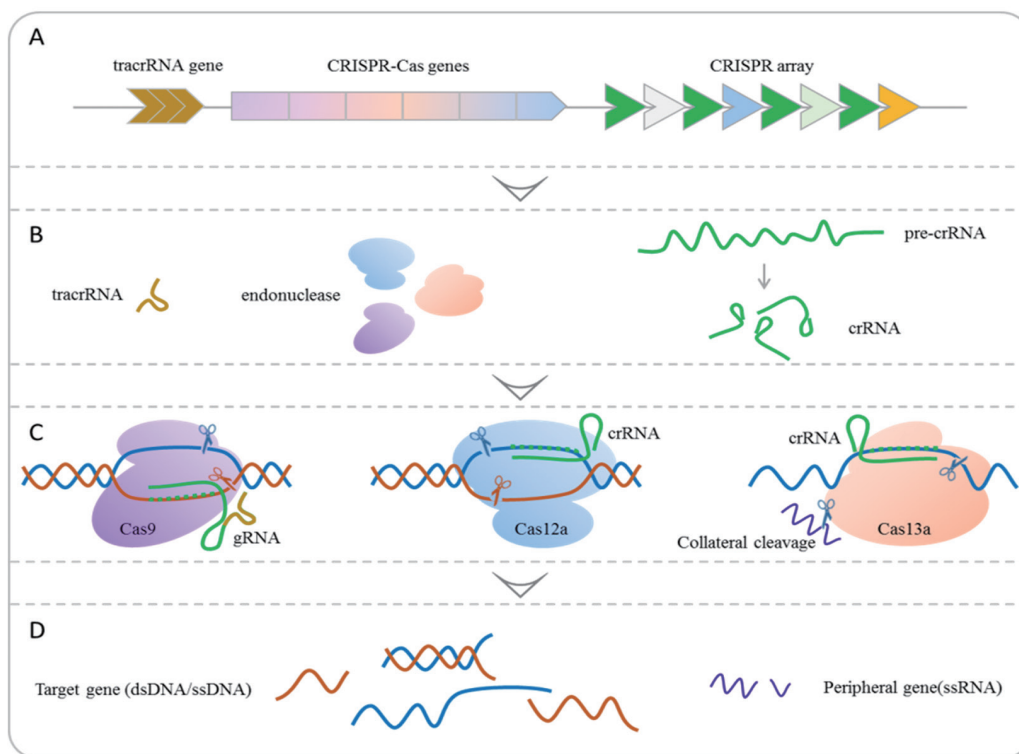 A
tracrRNA gene
CRISPR-Cas genes
CRISPR array
B
pre-crRNA
tracrRNA
endonuclease
crRNA
C
crRNA
crRNA
Cas9
gRNA
Cas12a
Cas13a
Collateral cleavage
D
Target gene (dsDNA/ssDNA)
Peripheral gene(ssRNA)